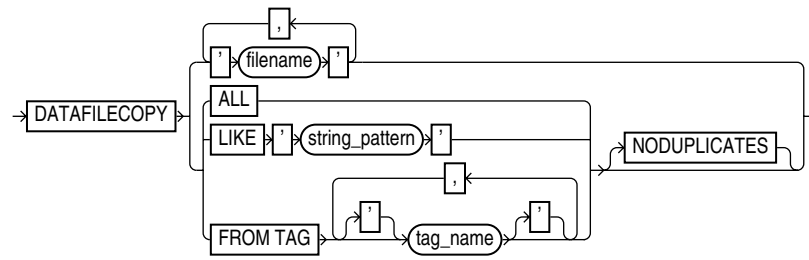 ,
' filename '
ALL
DATAFILECOPY
LIKE ' string_pattern '
NODUPLICATES
,
' '
FROM TAG tag_name